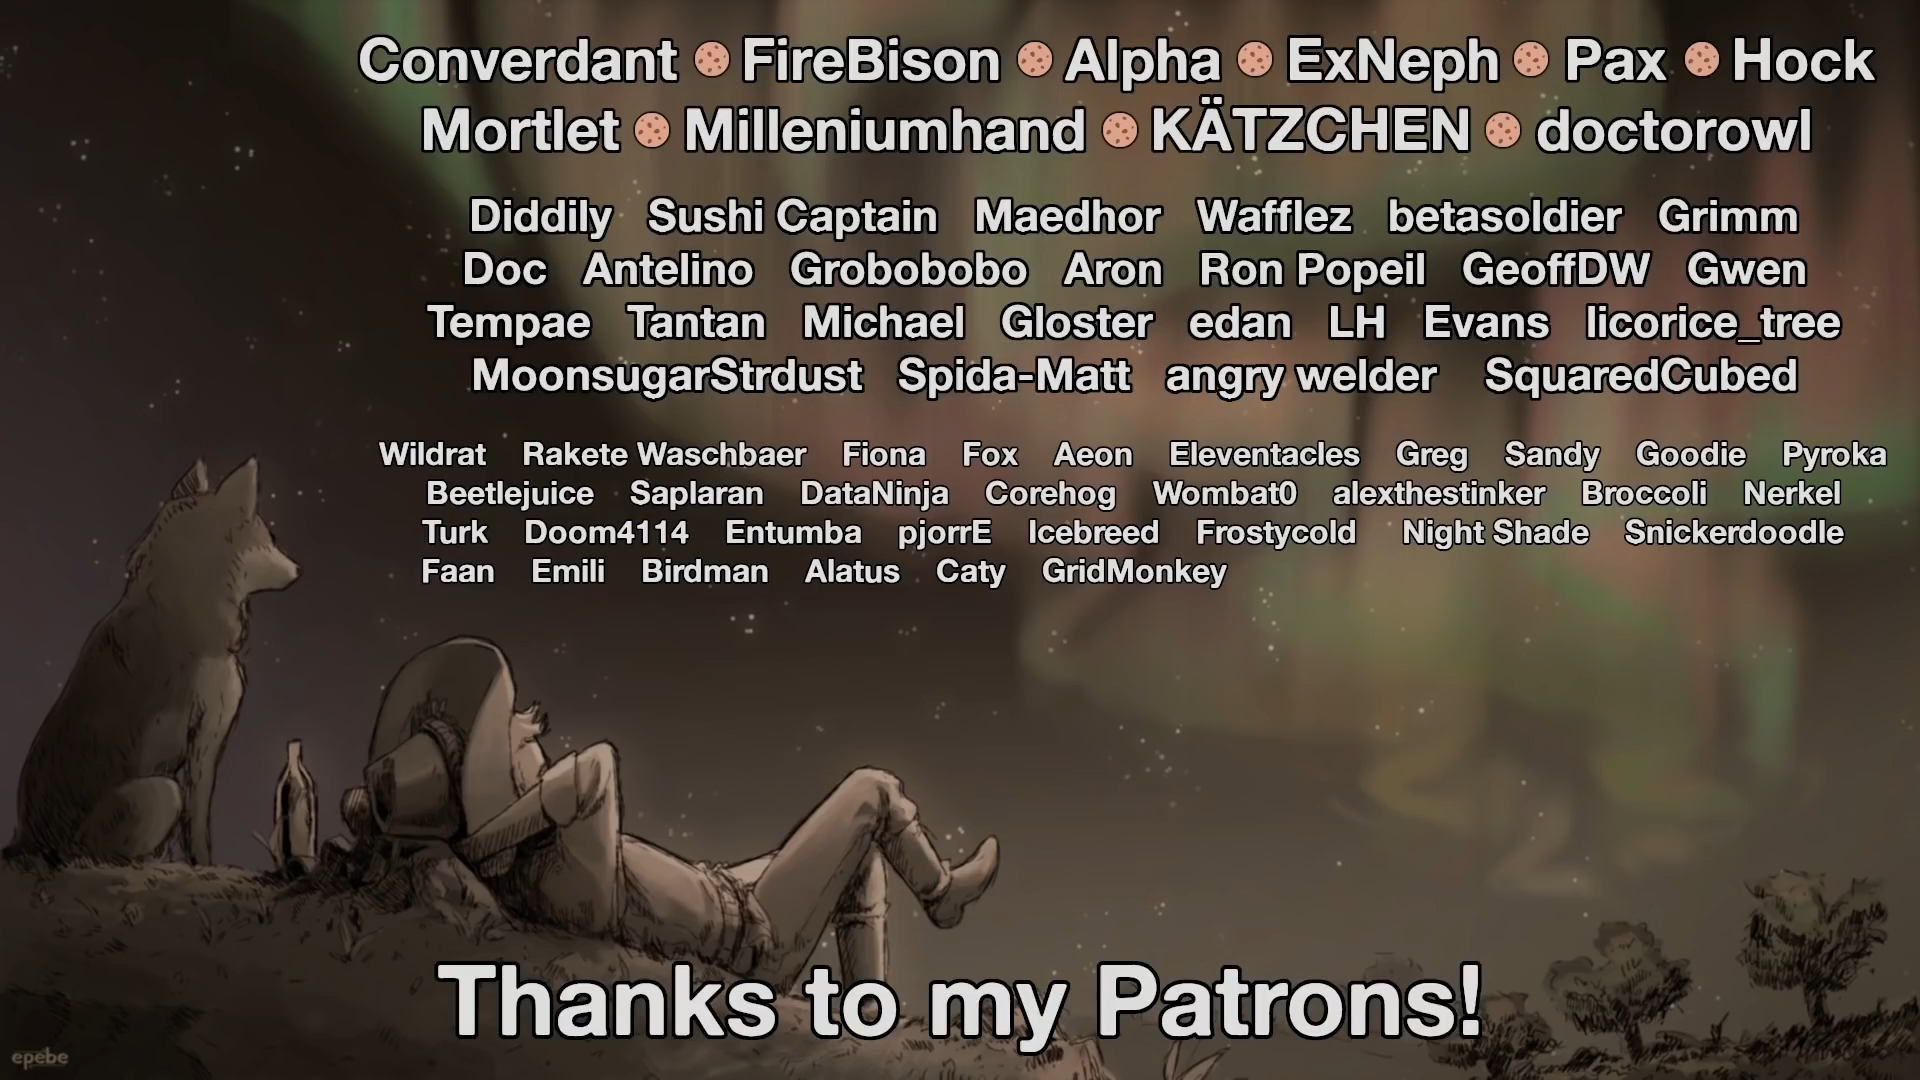 Converdant FireBison Alpha ExNeph Pax Hock
Mortlet Milleniumhand KÄTZCHEN doctorowl
Diddily Sushi Captain Maedhor Wafflez betasoldier Grimm
Doc Antelino Grobobobo Aron Ron Popeil GeoffDW Gwen
Tempae Tantan Michael Gloster edan LH Evans licorice_tree
MoonsugarStrdust Spida-Matt angry welder SquaredCubed
Wildrat Rakete Waschbaer Fiona Fox Aeon Eleventacles Greg Sandy Goodie Pyroka
Beetlejuice Saplaran DataNinja Corehog Wombat0 alexthestinker Broccoli Nerkel
Turk Doom4114 Entumba pjorrE Icebreed Frostycold Night Shade Snickerdoodle
Faan Emili Birdman Alatus Caty GridMonkey
Thanks to my Patrons!
epebe